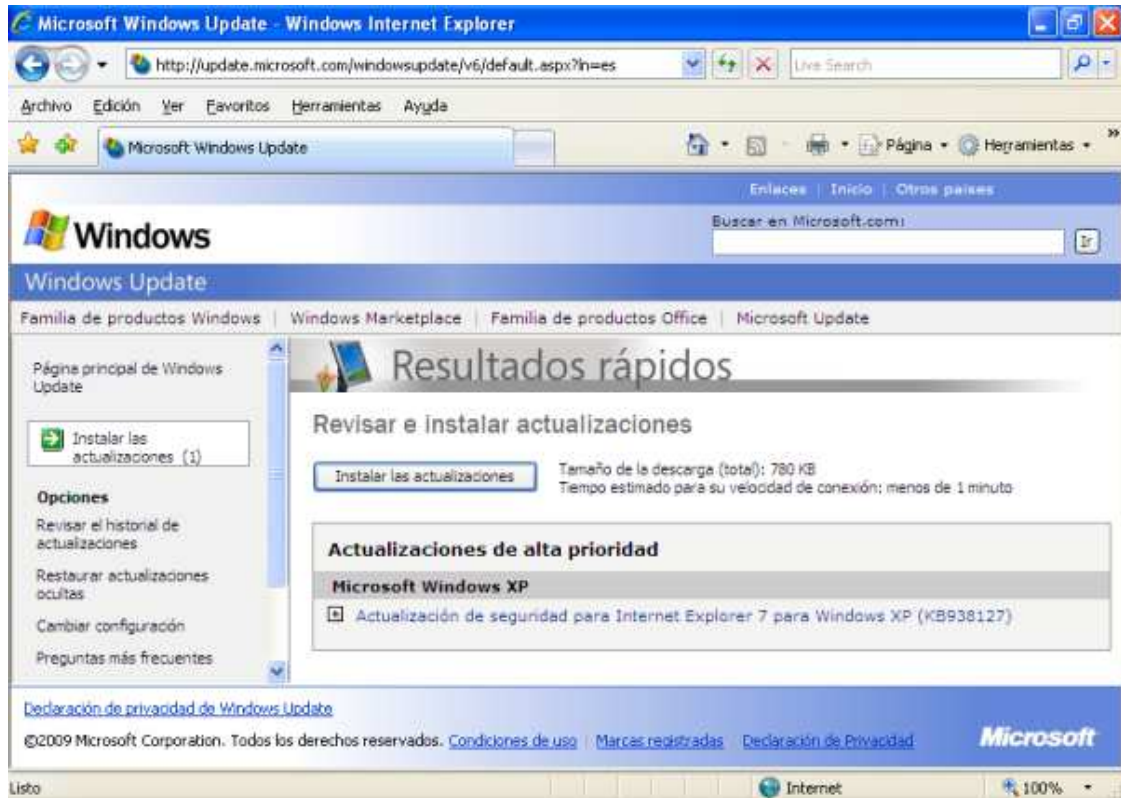 Microsoft Windows Update - Windows Internet Explorer
http://update.microsoft.com/windowsupdate/v6/default.aspx?ln=es
Live Search
Archivo Edición Ver Favoritos Herramientas Ayuda
Microsoft Windows Update
Página
Herramientas
Enlaces | Inicio | Otros países
Windows
Buscar en Microsoft.com:
Ir
Windows Update
Familia de productos Windows | Windows Marketplace | Familia de productos Office | Microsoft Update
Página principal de Windows
Update
Instalar las
actualizaciones (1)
Opciones
Revisar el historial de
actualizaciones
Restaurar actualizaciones
ocultas
Cambiar configuración
Preguntas más frecuentes
Resultados rápidos
Revisar e instalar actualizaciones
Instalar las actualizaciones
Tamaño de la descarga (total): 780 KB
Tiempo estimado para su velocidad de conexión: menos de 1 minuto
Actualizaciones de alta prioridad
Microsoft Windows XP
Actualización de seguridad para Internet Explorer 7 para Windows XP (KB938127)
Declaración de privacidad de Windows Update
©2009 Microsoft Corporation. Todos los derechos reservados. Condiciones de uso | Marcas registradas | Declaración de Privacidad
Microsoft
Listo
Internet
100%